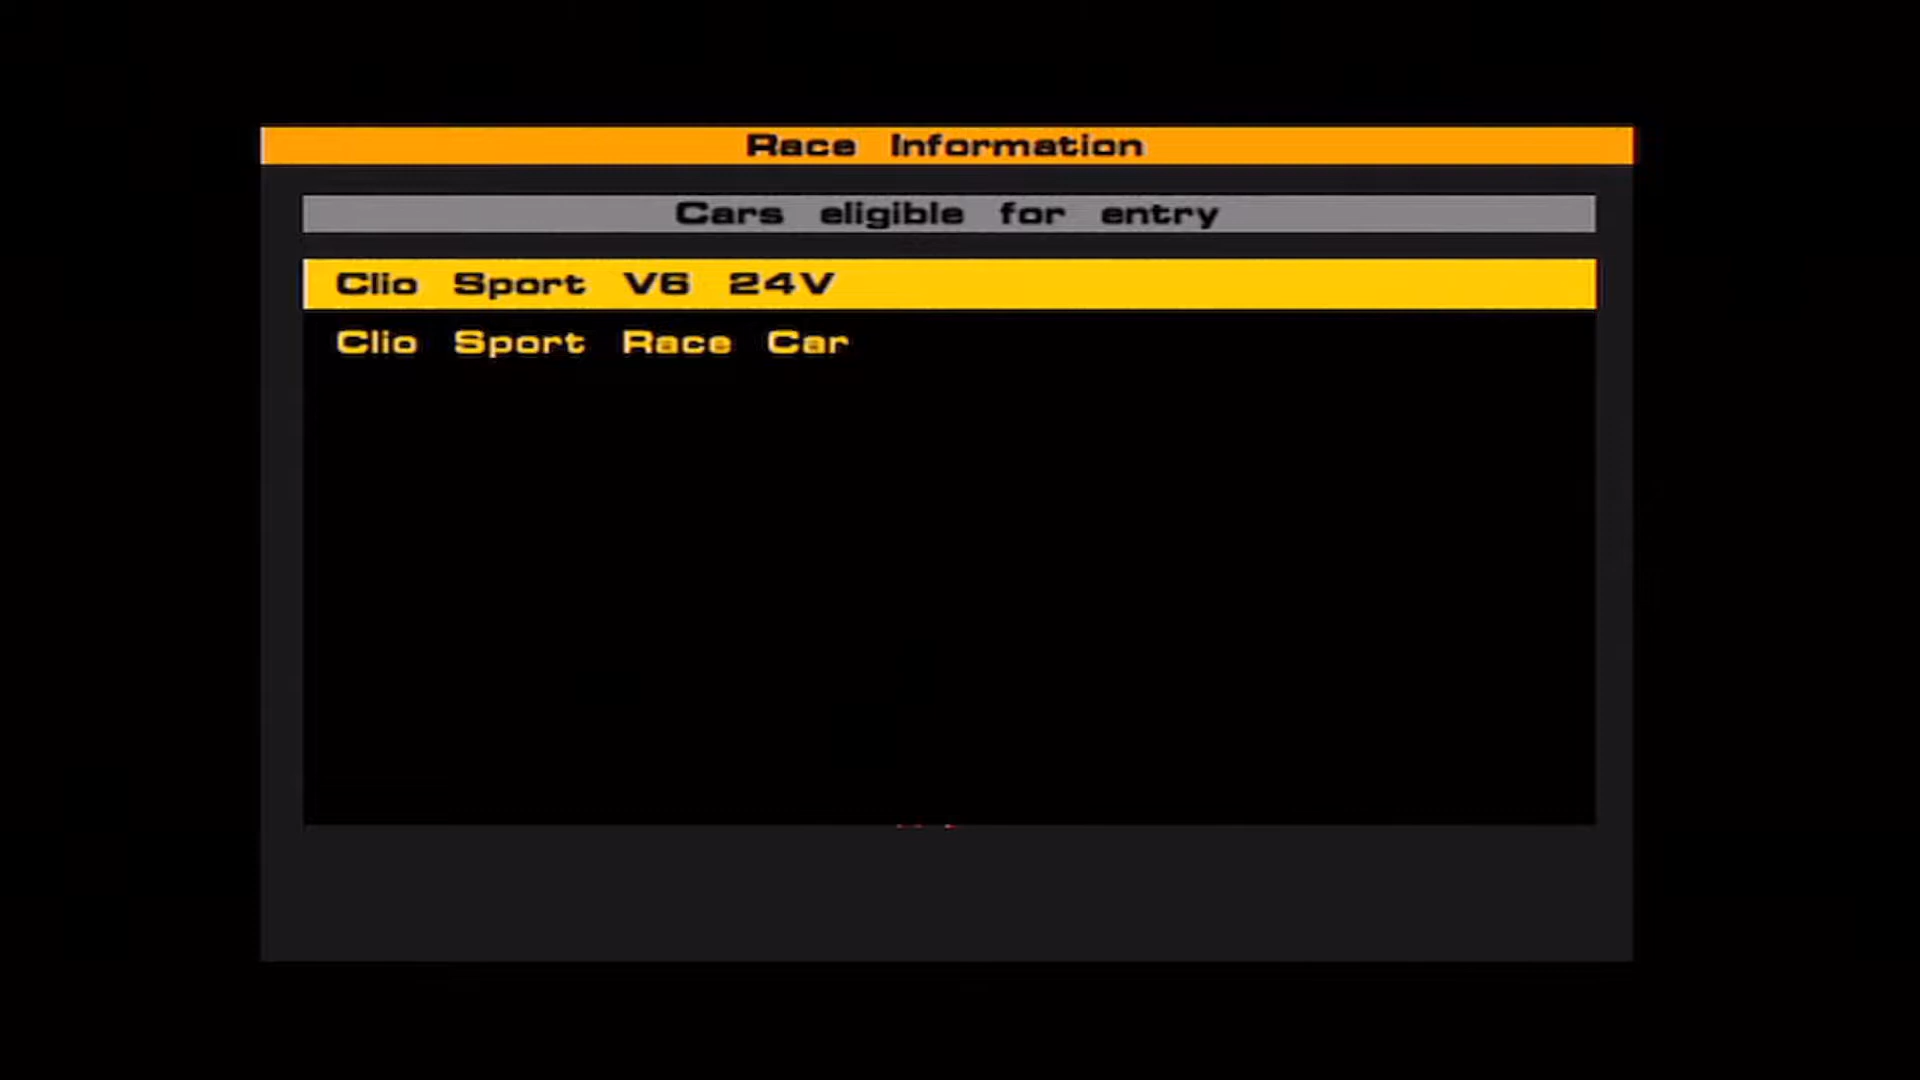 Race Information
Cars eligible for entry
Clio Sport V6 24V
Clio Sport Race Car